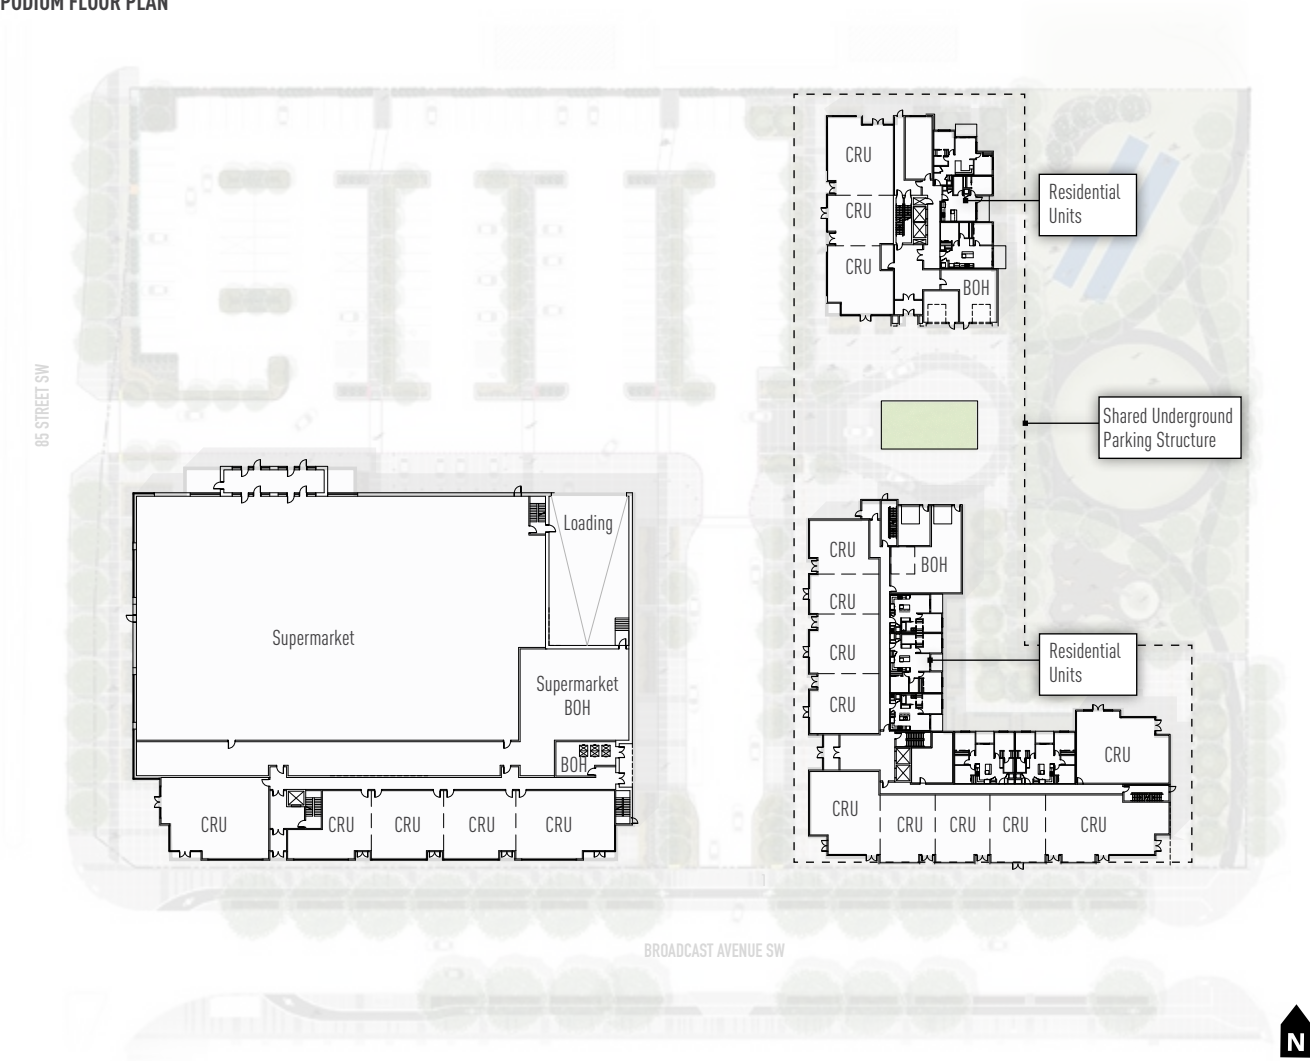 PODIUM FLOOR PLAN
CRU
Residential
Units
CRU
CRU
BOH
85 STREET SW
Shared Underground
Parking Structure
Loading
CRU
BOH
CRU
Supermarket
CRU
Residential
Units
Supermarket
BOH
CRU
BOH
CRU
CRU
CRU
CRU
CRU
CRU
CRU
CRU
CRU
CRU
CRU
BROADCAST AVENUE SW
N